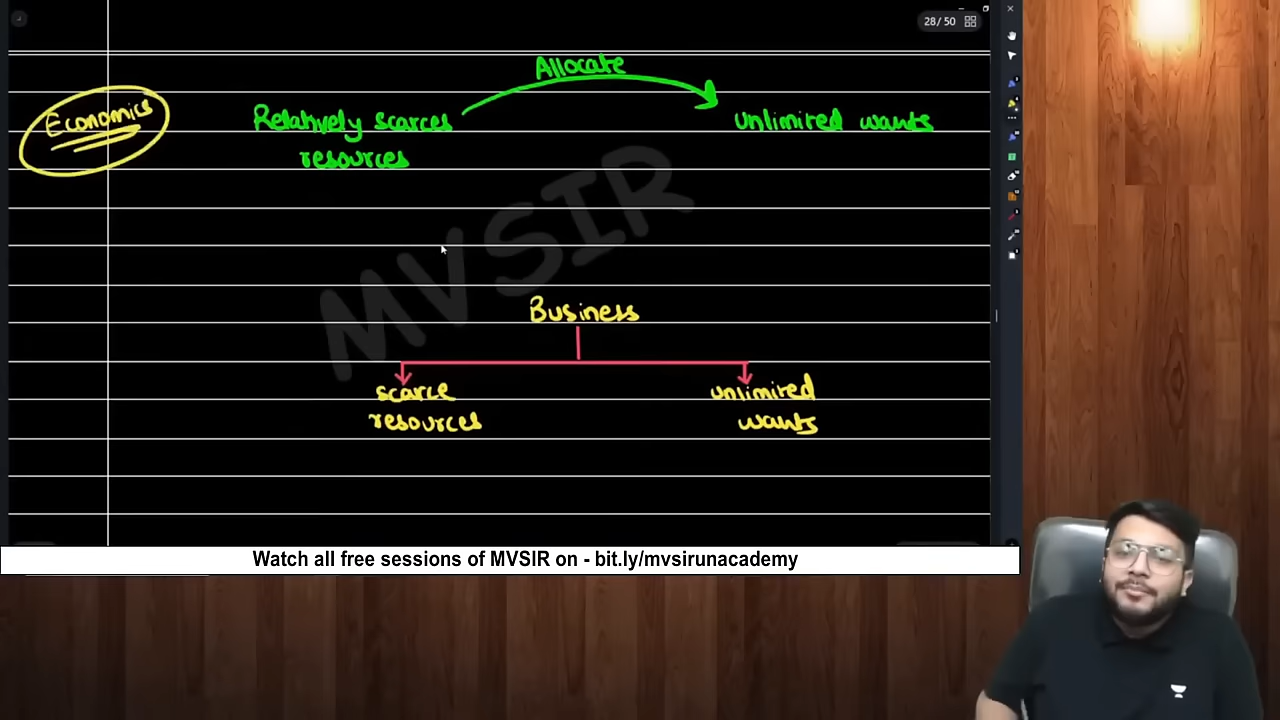 28/50
Allocate
Economics
Relatively scarces
resources
unlimited wants
MVSIR
Business
scarce
resources
unlimited
wants
Watch all free sessions of MVSIR on - bit.ly/mvsirunacademy